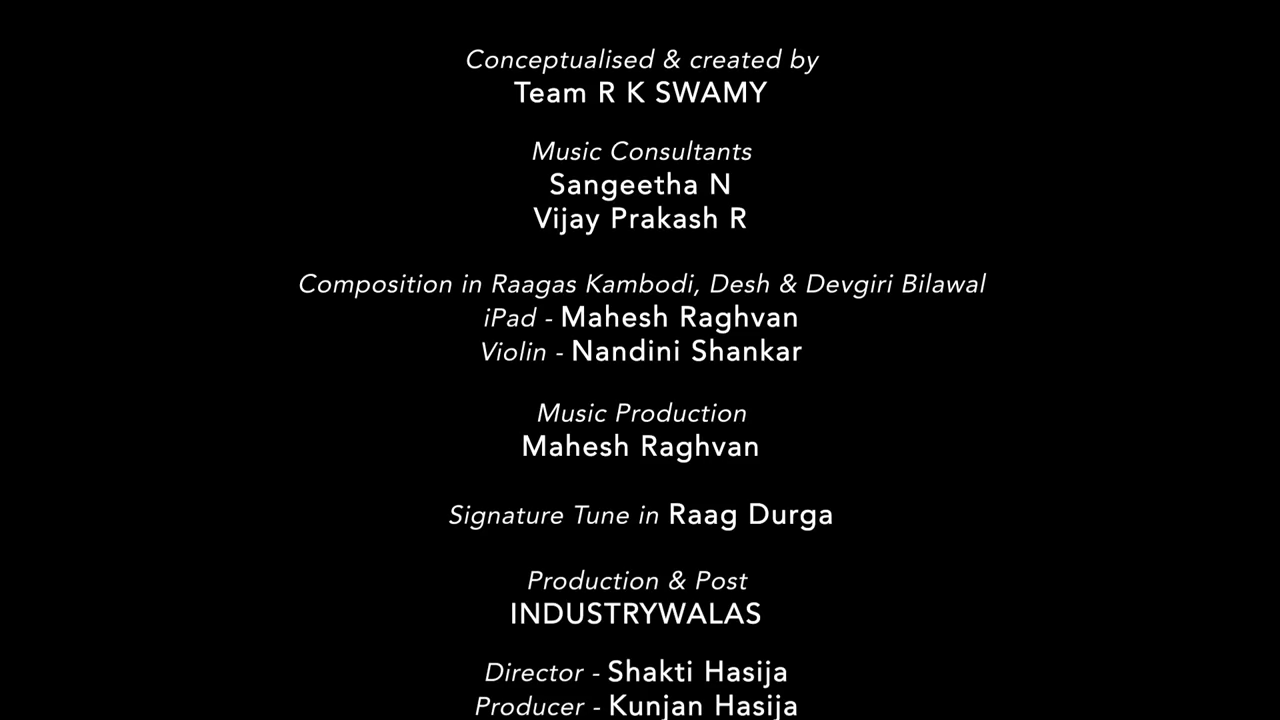 Conceptualised & created by
Team R K SWAMY
Music Consultants
Sangeetha N
Vijay Prakash R
Composition in Raagas Kambodi, Desh & Devgiri Bilawal
iPad - Mahesh Raghvan
Violin - Nandini Shankar
Music Production
Mahesh Raghvan
Signature Tune in Raag Durga
Production & Post
INDUSTRYWALAS
Director - Shakti Hasija
Producer - Kunjan Hasija